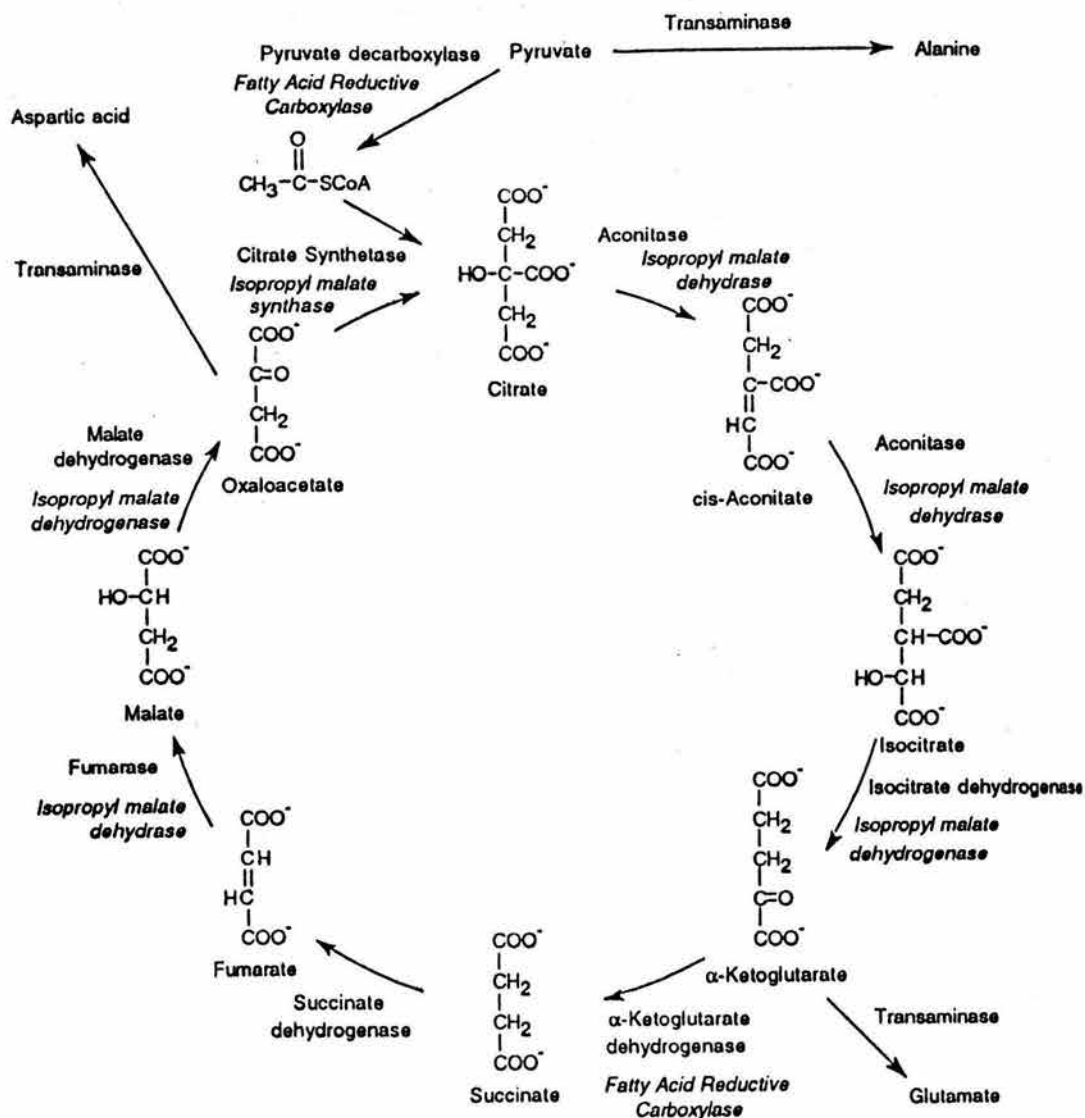 Transaminase
Pyruvate decarboxylase
Pyruvate
Alanine
Fatty Acid Reductive
Carboxylase
Aspartic acid
O
CH3-C-SCoA
Transaminase
Citrate Synthetase
Isopropyl malate
synthase
COO-
CH2
HO-C-COO-
CH2
COO-
Citrate
Aconitase
Isopropyl malate
dehydrase
COO-
CH2
C-COO-
HC
COO-
cis-Aconitate
COO-
C=O
CH2
COO-
Oxaloacetate
Malate
dehydrogenase
Isopropyl malate
dehydrogenase
Aconitase
Isopropyl malate
dehydrase
COO-
HO-CH
CH2
COO-
Malate
COO-
CH2
CH-COO-
HO-CH
COO-
Isocitrate
Fumarase
Isopropyl malate
dehydrase
Isocitrate dehydrogenase
Isopropyl malate
dehydrogenase
COO-
CH
HC
COO-
Fumarate
COO-
CH2
CH2
C=O
COO-
α-Ketoglutarate
Succinate
dehydrogenase
COO-
CH2
CH2
COO-
Succinate
α-Ketoglutarate
dehydrogenase
Fatty Acid Reductive
Carboxylase
Transaminase
Glutamate